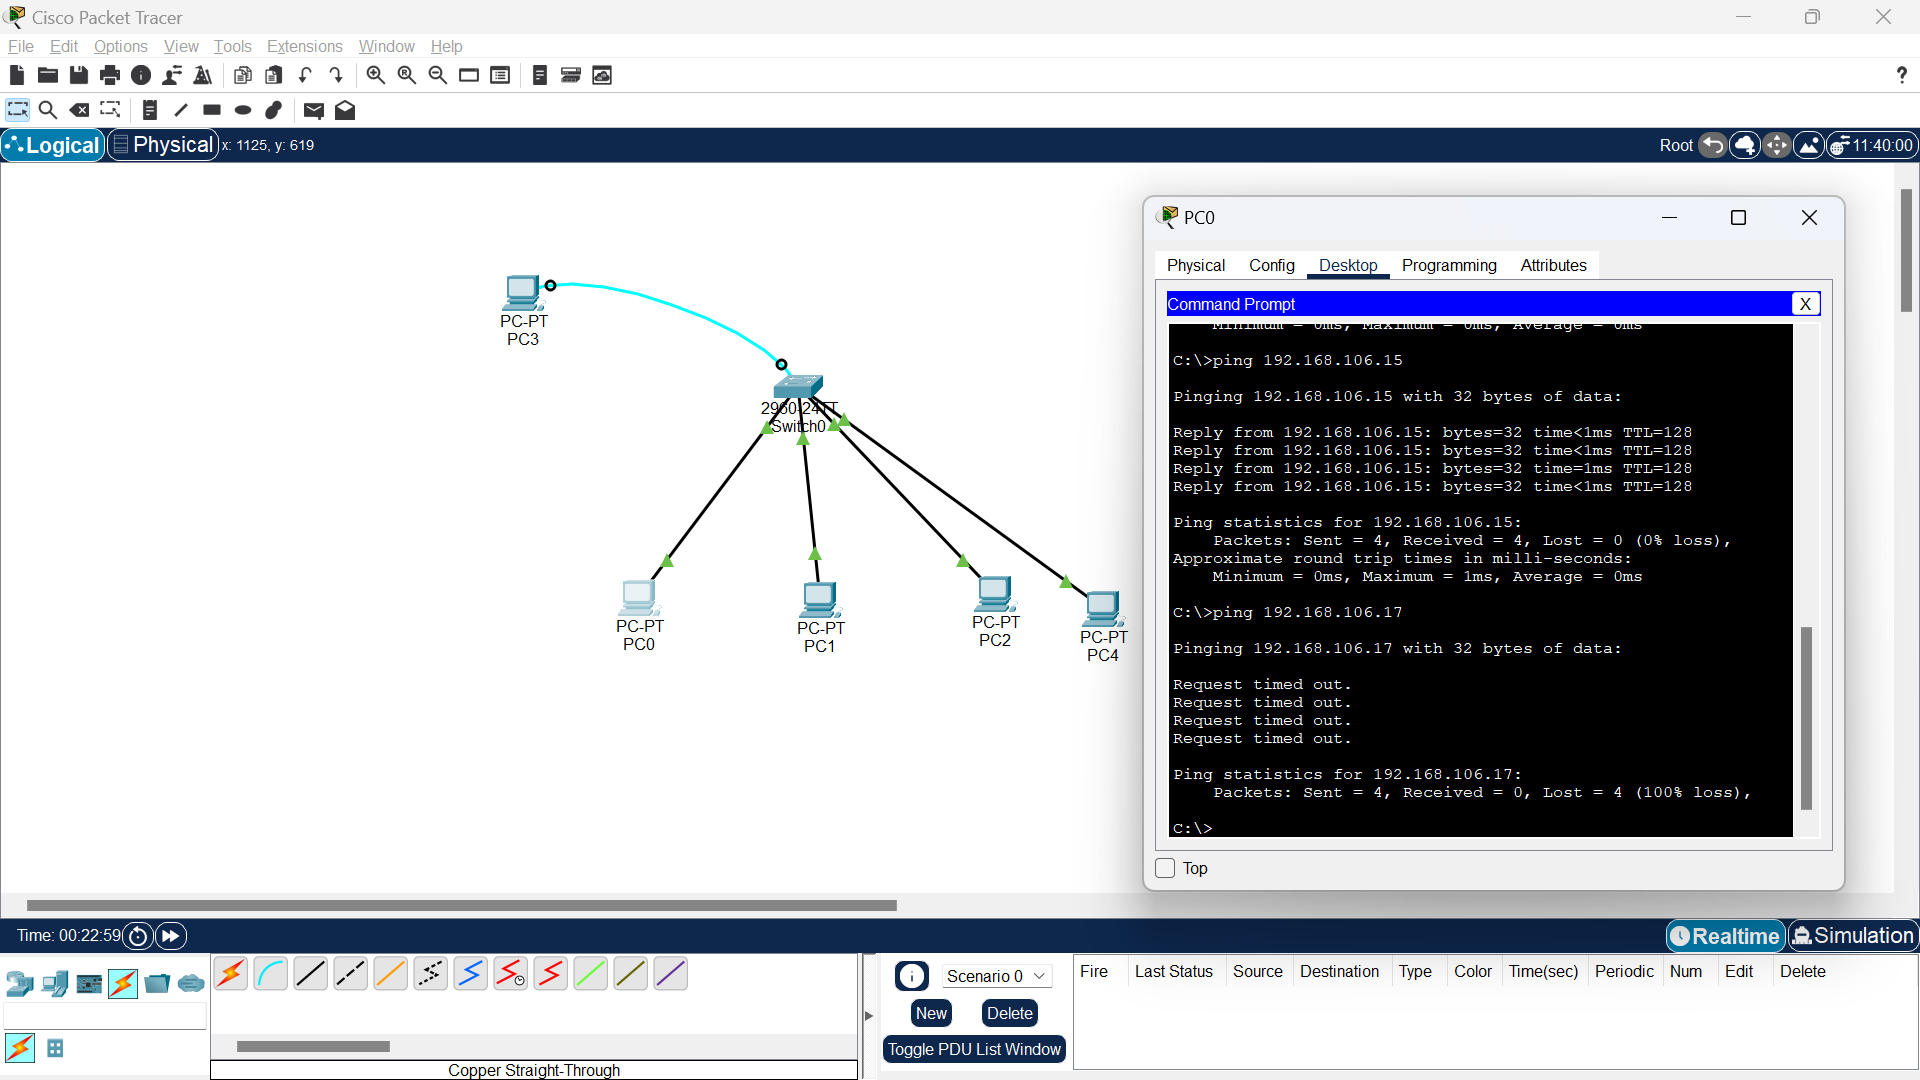 Cisco Packet Tracer
File Edit Options View Tools Extensions Window Help
?
Logical Physical x: 1125, y: 619
Root 11:40:00
PC-PT
PC3
2960-24TT
Switch0
PC-PT
PC0
PC-PT
PC1
PC-PT
PC2
PC-PT
PC4
PC0
Physical Config Desktop Programming Attributes
Command Prompt X
Minimum = 0ms, Maximum = 0ms, Average = 0ms
C:\>ping 192.168.106.15
Pinging 192.168.106.15 with 32 bytes of data:
Reply from 192.168.106.15: bytes=32 time<1ms TTL=128
Reply from 192.168.106.15: bytes=32 time<1ms TTL=128
Reply from 192.168.106.15: bytes=32 time=1ms TTL=128
Reply from 192.168.106.15: bytes=32 time<1ms TTL=128
Ping statistics for 192.168.106.15:
Packets: Sent = 4, Received = 4, Lost = 0 (0% loss),
Approximate round trip times in milli-seconds:
Minimum = 0ms, Maximum = 1ms, Average = 0ms
C:\>ping 192.168.106.17
Pinging 192.168.106.17 with 32 bytes of data:
Request timed out.
Request timed out.
Request timed out.
Request timed out.
Ping statistics for 192.168.106.17:
Packets: Sent = 4, Received = 0, Lost = 4 (100% loss),
C:\>
Top
Time: 00:22:59
Realtime Simulation
Scenario 0
New Delete
Toggle PDU List Window
Fire Last Status Source Destination Type Color Time(sec) Periodic Num Edit Delete
Copper Straight-Through